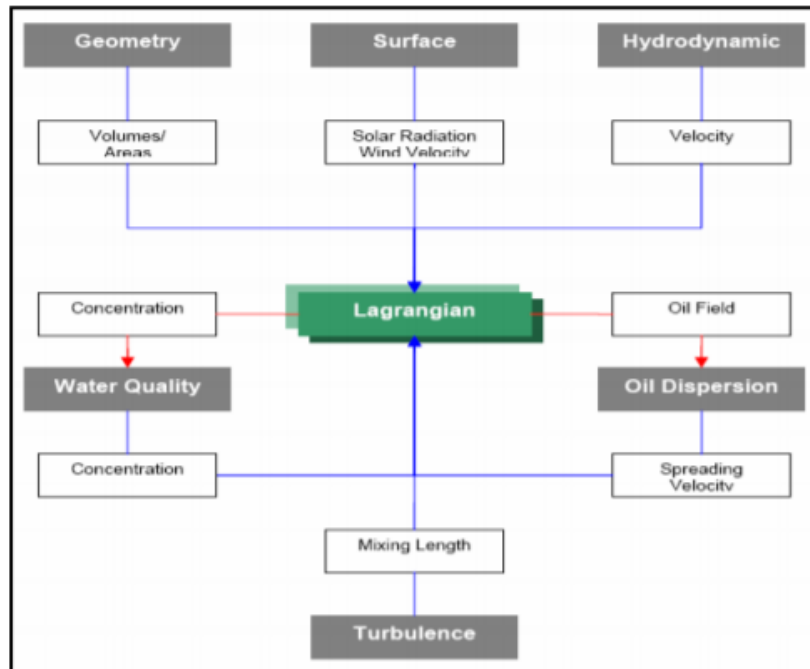 Geometry
Surface
Hydrodynamic
Volumes/
Areas
Solar Radiation
Wind Velocity
Velocity
Concentration
Lagrangian
Oil Field
Water Quality
Oil Dispersion
Concentration
Spreading
Velocity
Mixing Length
Turbulence